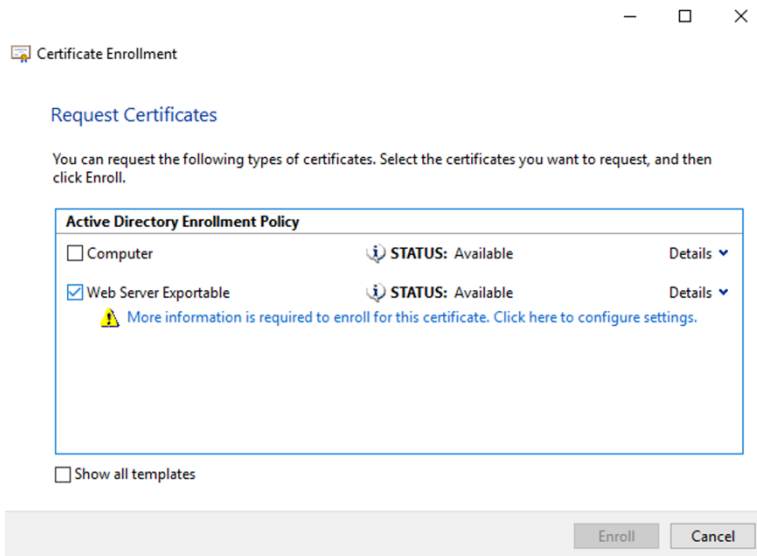 Certificate Enrollment
Request Certificates
You can request the following types of certificates. Select the certificates you want to request, and then
click Enroll.
Active Directory Enrollment Policy
Computer STATUS: Available Details
Web Server Exportable STATUS: Available Details
More information is required to enroll for this certificate. Click here to configure settings.
Show all templates
Enroll Cancel